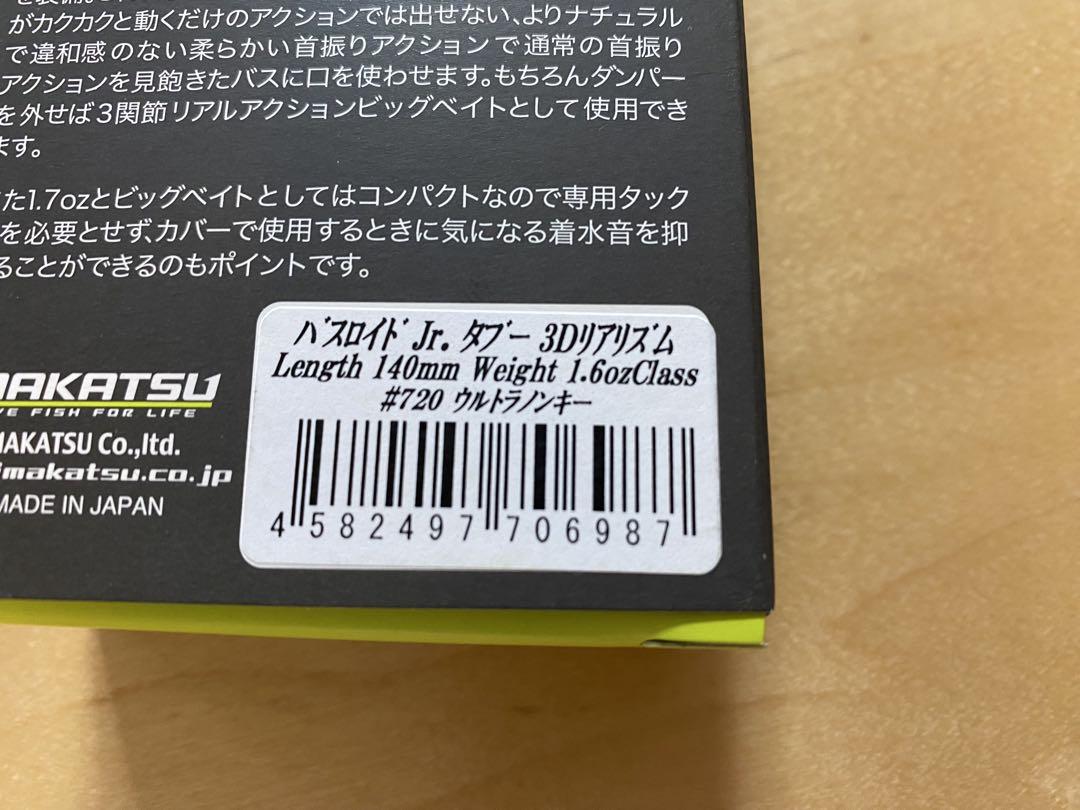 がカクカクと動くだけのアクションでは出せない、よりナチュラル
で違和感のない柔らかい首振りアクションで通常の首振り
アクションを見飽きたバスに口を使わせます。もちろんダンパー
を外せば3関節リアルアクションビッグベイトとして使用でき
ます。
た1.7ozとビッグベイトとしてはコンパクトなので専用タック
を必要とせず、カバーで使用するときに気になる着水音を抑
ることができるのもポイントです。
バスロイドJr. タブー 3Dリアリズム
Length 140mm Weight 1.6ozClass
#720 ウルトラノンキー
4 582497 706987
MAKATSU
VE FISH FOR LIFE
MAKATSU Co.,ltd.
imakatsu.co.jp
MADE IN JAPAN